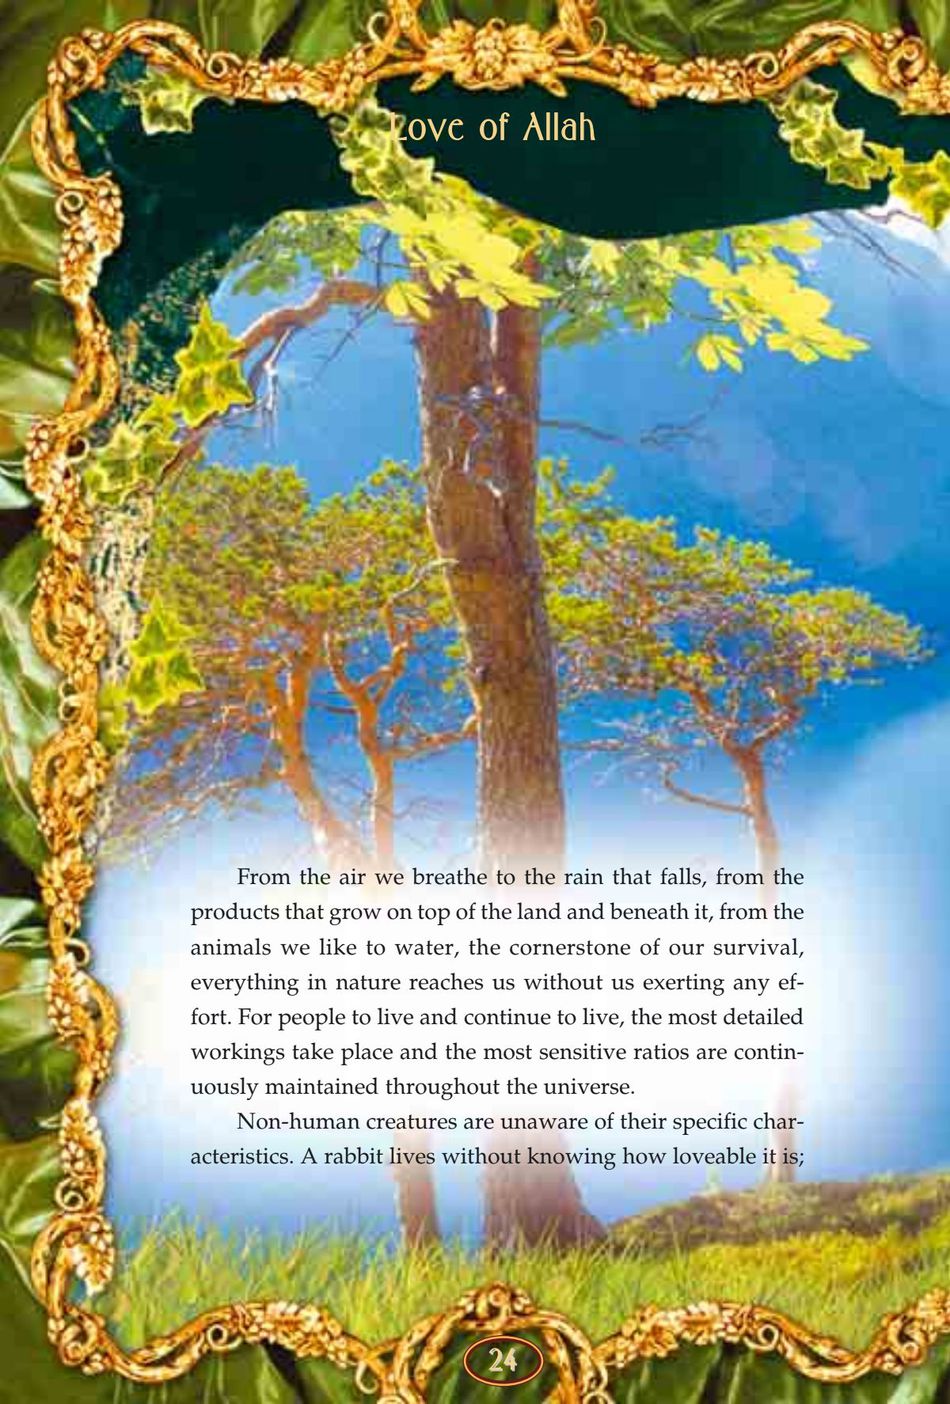 Love of Allah
From the air we breathe to the rain that falls, from the
products that grow on top of the land and beneath it, from the
animals we like to water, the cornerstone of our survival,
everything in nature reaches us without us exerting any ef-
fort. For people to live and continue to live, the most detailed
workings take place and the most sensitive ratios are contin-
uously maintained throughout the universe.
Non-human creatures are unaware of their specific char-
acteristics. A rabbit lives without knowing how loveable it is;
24